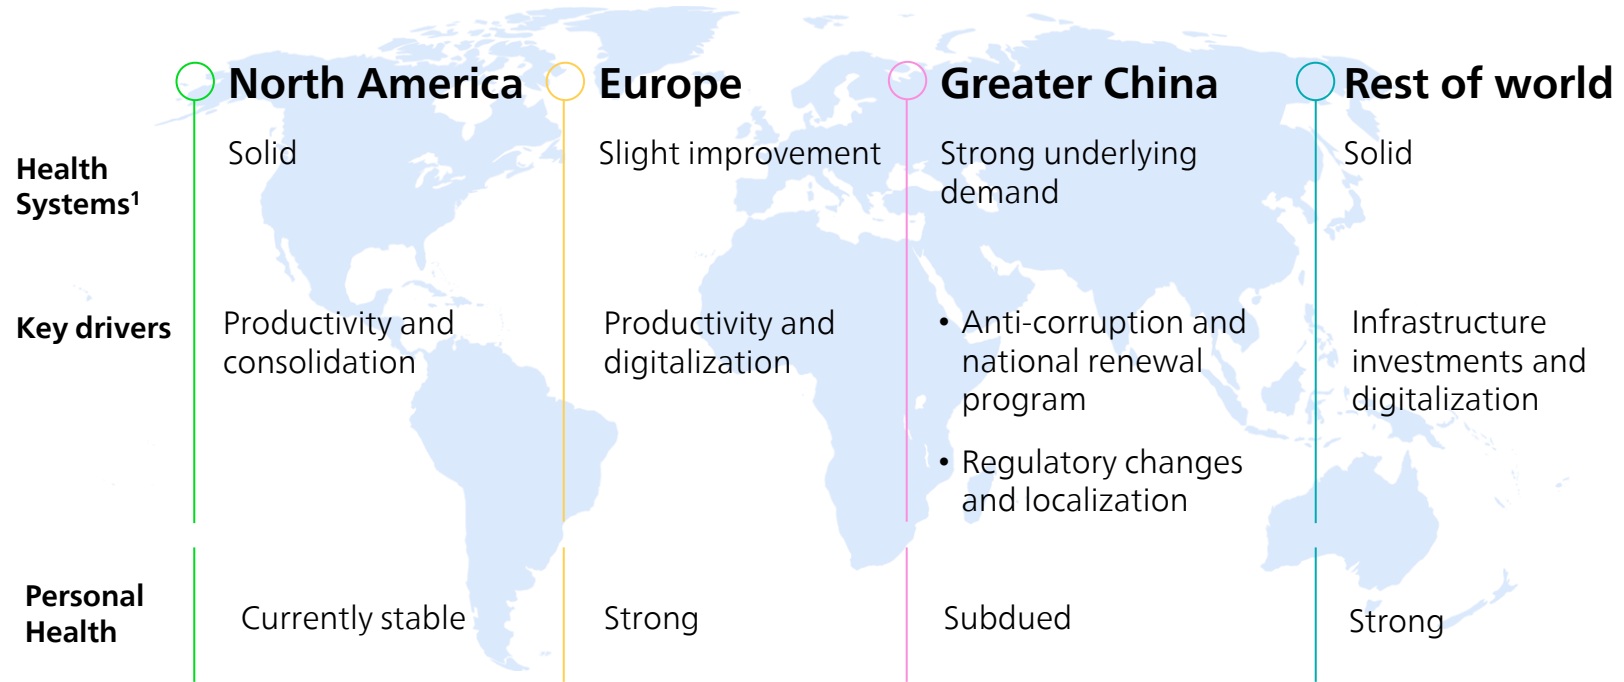 North America
Europe
Greater China
Rest of world
Health
Systems¹
Solid
Slight improvement
Strong underlying
demand
Solid
Key drivers
Productivity and
consolidation
Productivity and
digitalization
• Anti-corruption and
national renewal
program
• Regulatory changes
and localization
Infrastructure
investments and
digitalization
Personal
Health
Currently stable
Strong
Subdued
Strong